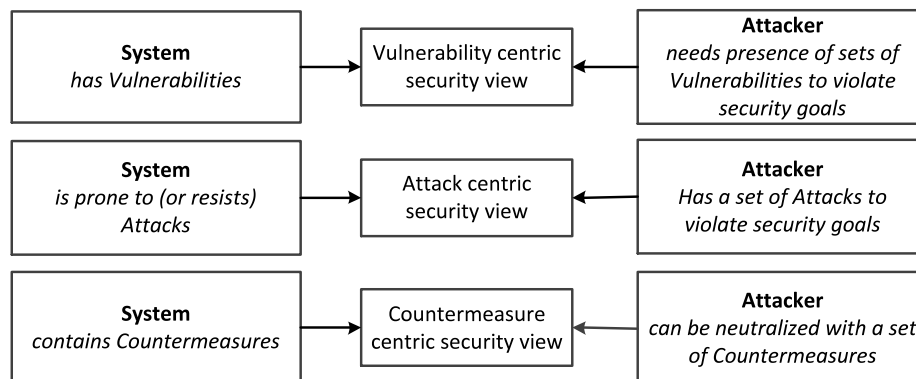 System
has Vulnerabilities
Vulnerability centric
security view
Attacker
needs presence of sets of
Vulnerabilities to violate
security goals
System
is prone to (or resists)
Attacks
Attack centric
security view
Attacker
Has a set of Attacks to
violate security goals
System
contains Countermeasures
Countermeasure
centric security view
Attacker
can be neutralized with a set
of Countermeasures